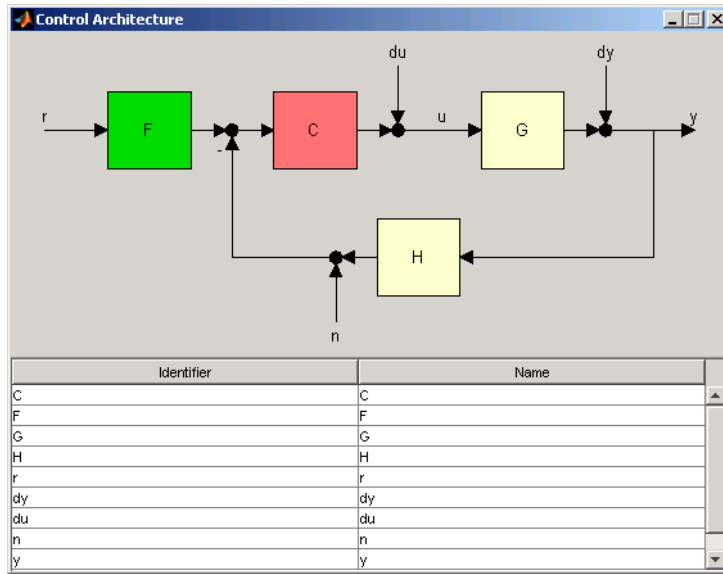 Control Architecture
du dy
r F C u G y
-
H
n
Identifier Name
C C
F F
G G
H H
r r
dy dy
du du
n n
y y